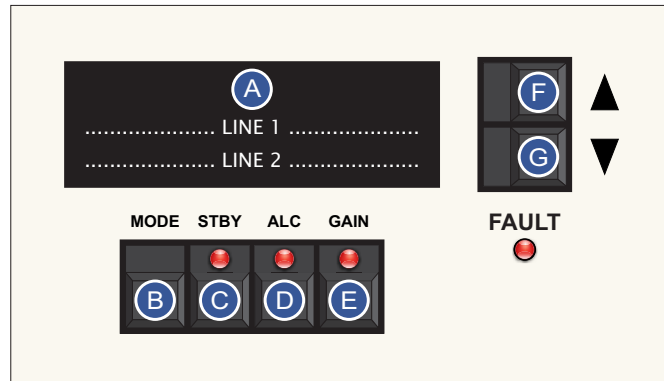 A
F
..................... LINE 1 .....................
..................... LINE 2 .....................
G
MODE STBY ALC GAIN
FAULT
B C D E